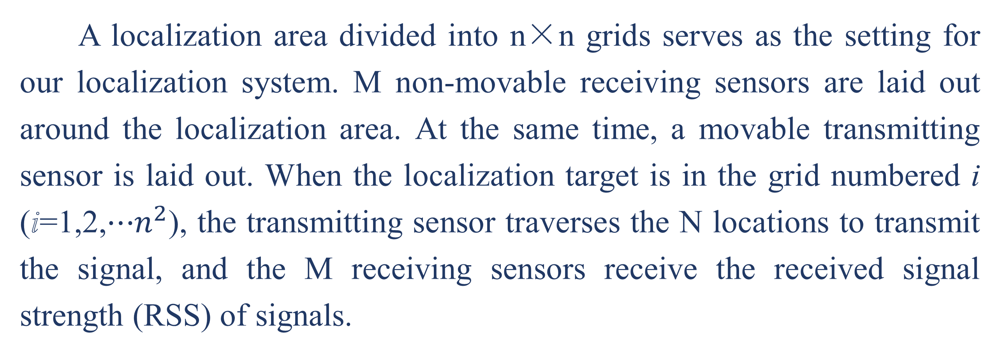 A localization area divided into n×n grids serves as the setting for
our localization system. M non-movable receiving sensors are laid out
around the localization area. At the same time, a movable transmitting
sensor is laid out. When the localization target is in the grid numbered i
(i=1,2,⋯n²), the transmitting sensor traverses the N locations to transmit
the signal, and the M receiving sensors receive the received signal
strength (RSS) of signals.